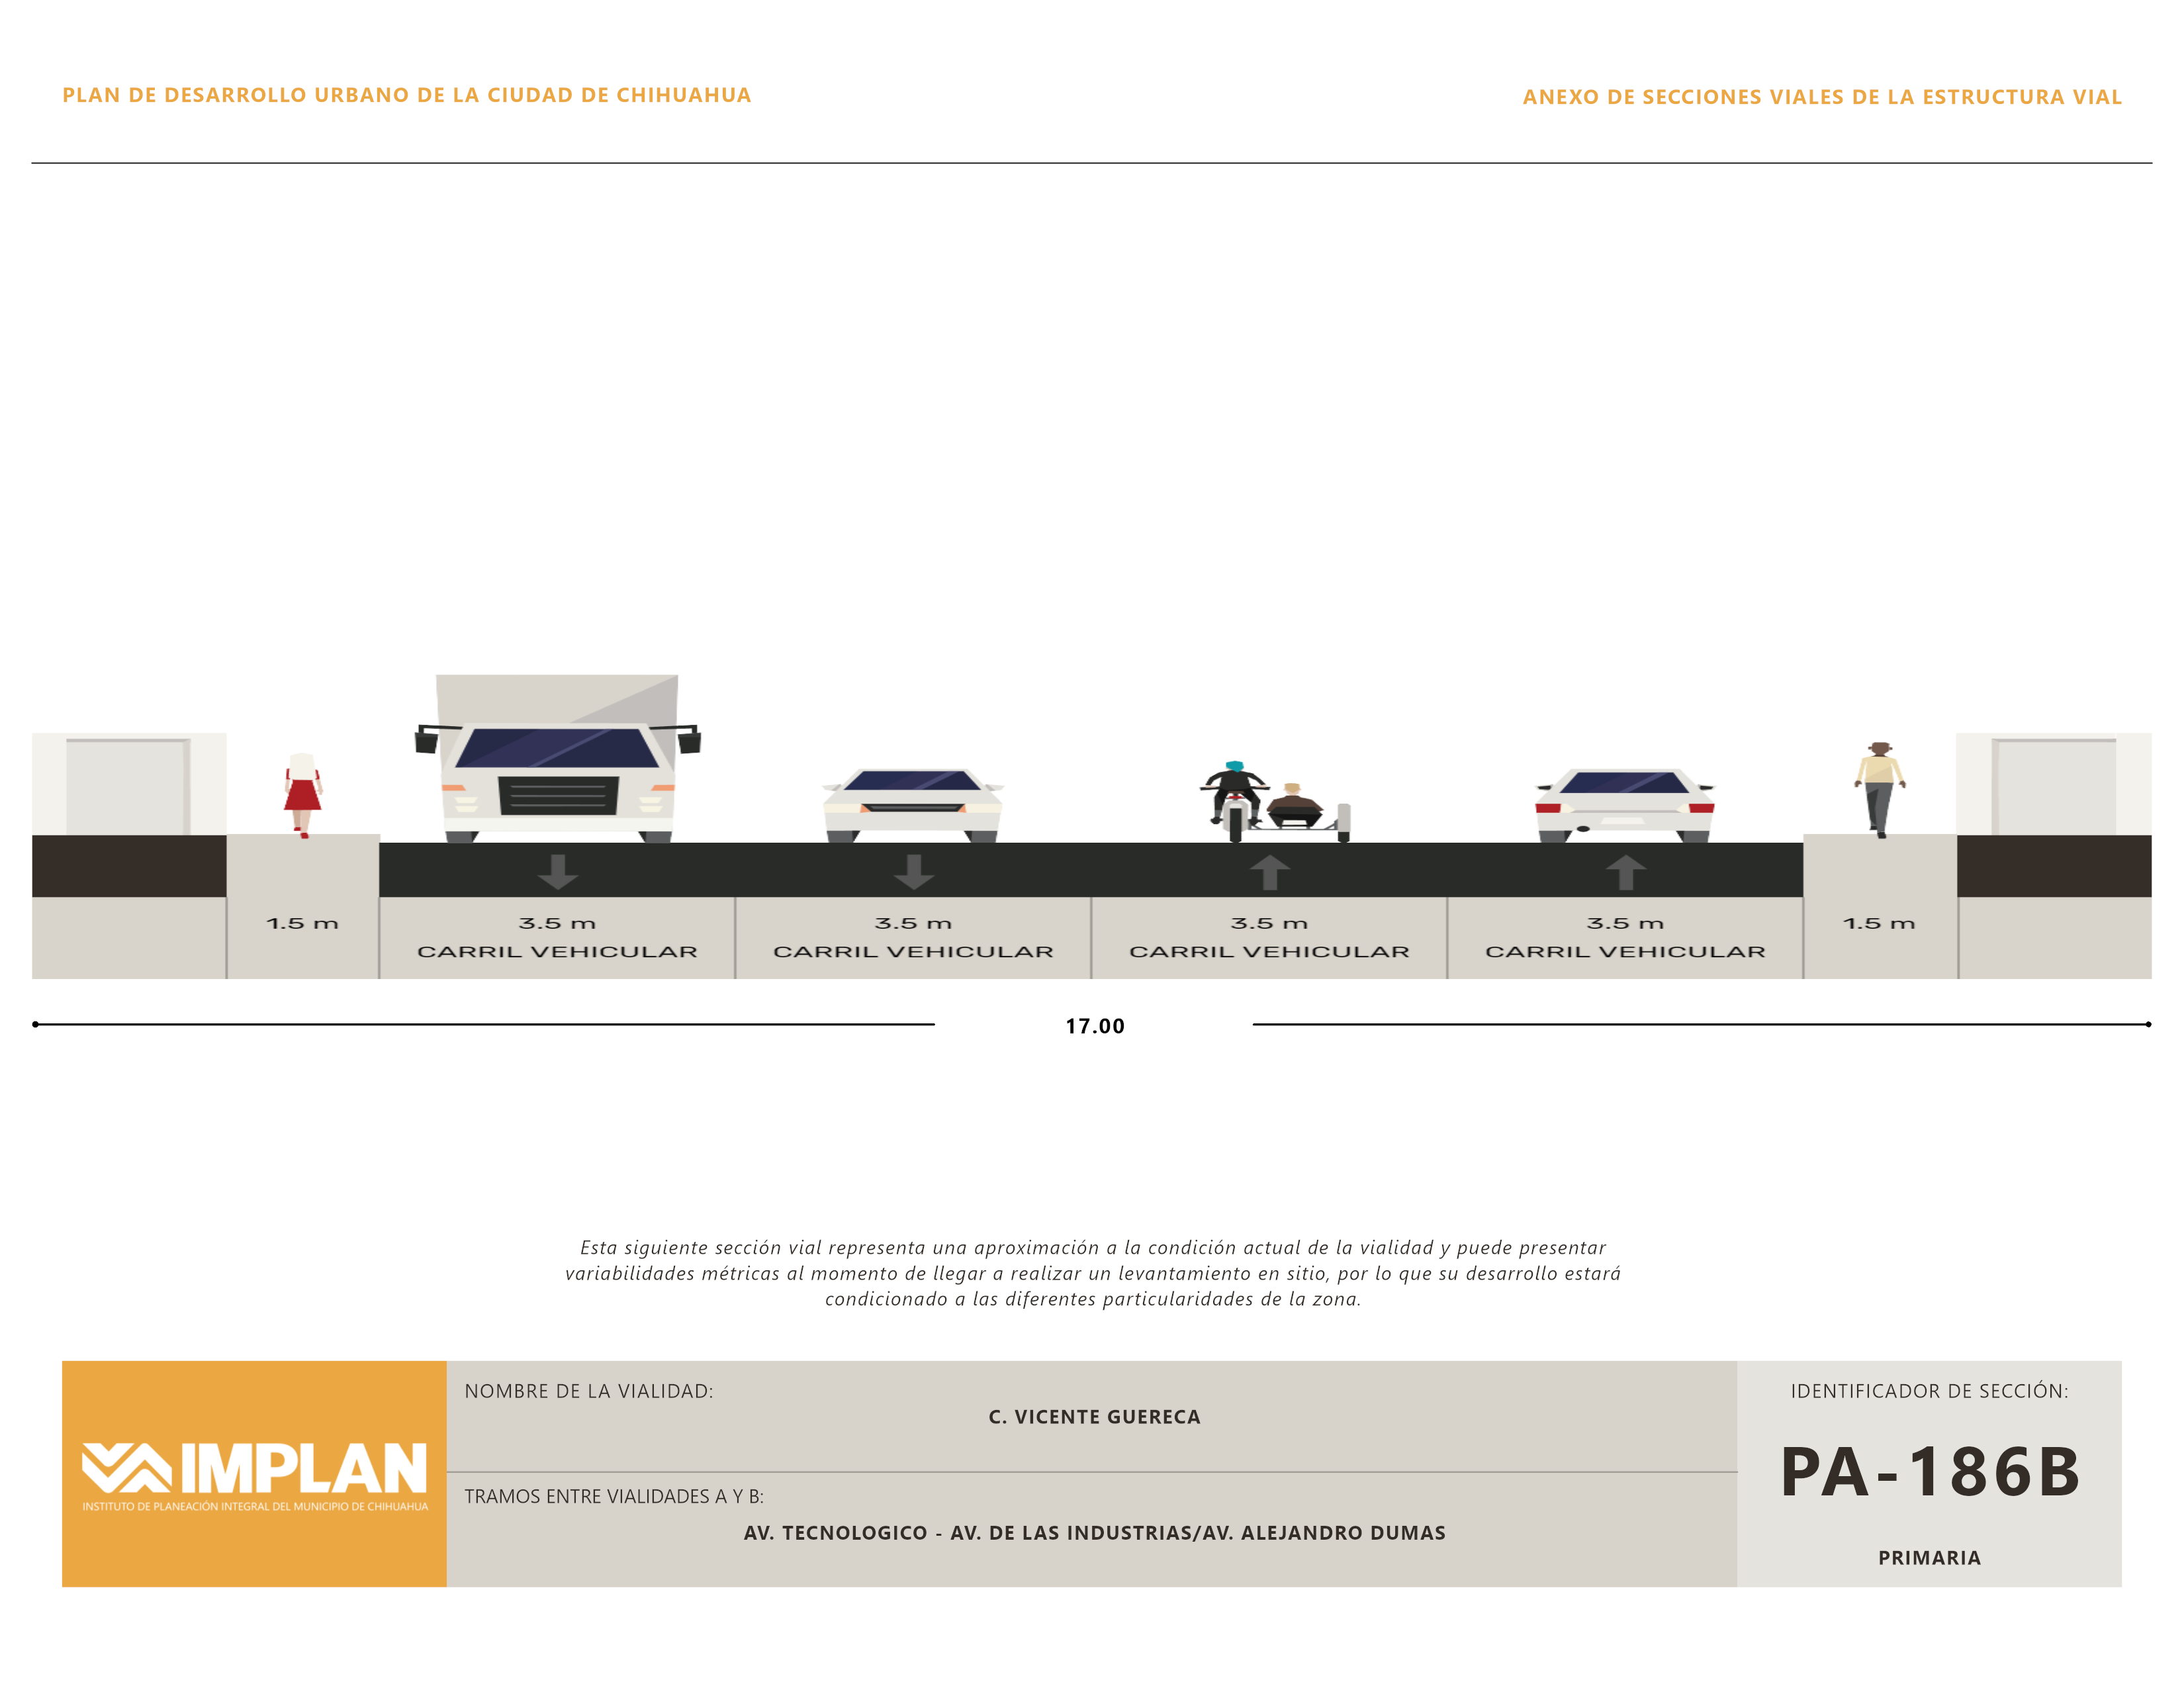 PLAN DE DESARROLLO URBANO DE LA CIUDAD DE CHIHUAHUA
ANEXO DE SECCIONES VIALES DE LA ESTRUCTURA VIAL
1.5 m
3.5 m
CARRIL VEHICULAR
3.5 m
CARRIL VEHICULAR
3.5 m
CARRIL VEHICULAR
3.5 m
CARRIL VEHICULAR
1.5 m
17.00
Esta siguiente sección vial representa una aproximación a la condición actual de la vialidad y puede presentar
variabilidades métricas al momento de llegar a realizar un levantamiento en sitio, por lo que su desarrollo estará
condicionado a las diferentes particularidades de la zona.
IMPLAN
INSTITUTO DE PLANEACIÓN INTEGRAL DEL MUNICIPIO DE CHIHUAHUA
NOMBRE DE LA VIALIDAD:
C. VICENTE GUERECA
TRAMOS ENTRE VIALIDADES A Y B:
AV. TECNOLOGICO - AV. DE LAS INDUSTRIAS/AV. ALEJANDRO DUMAS
IDENTIFICADOR DE SECCIÓN:
PA-186B
PRIMARIA